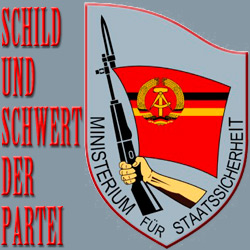 SCHILD
UND
SCHWERT
DER
PARTEI
MINISTERIUM FÜR STAATSSICHERHEIT